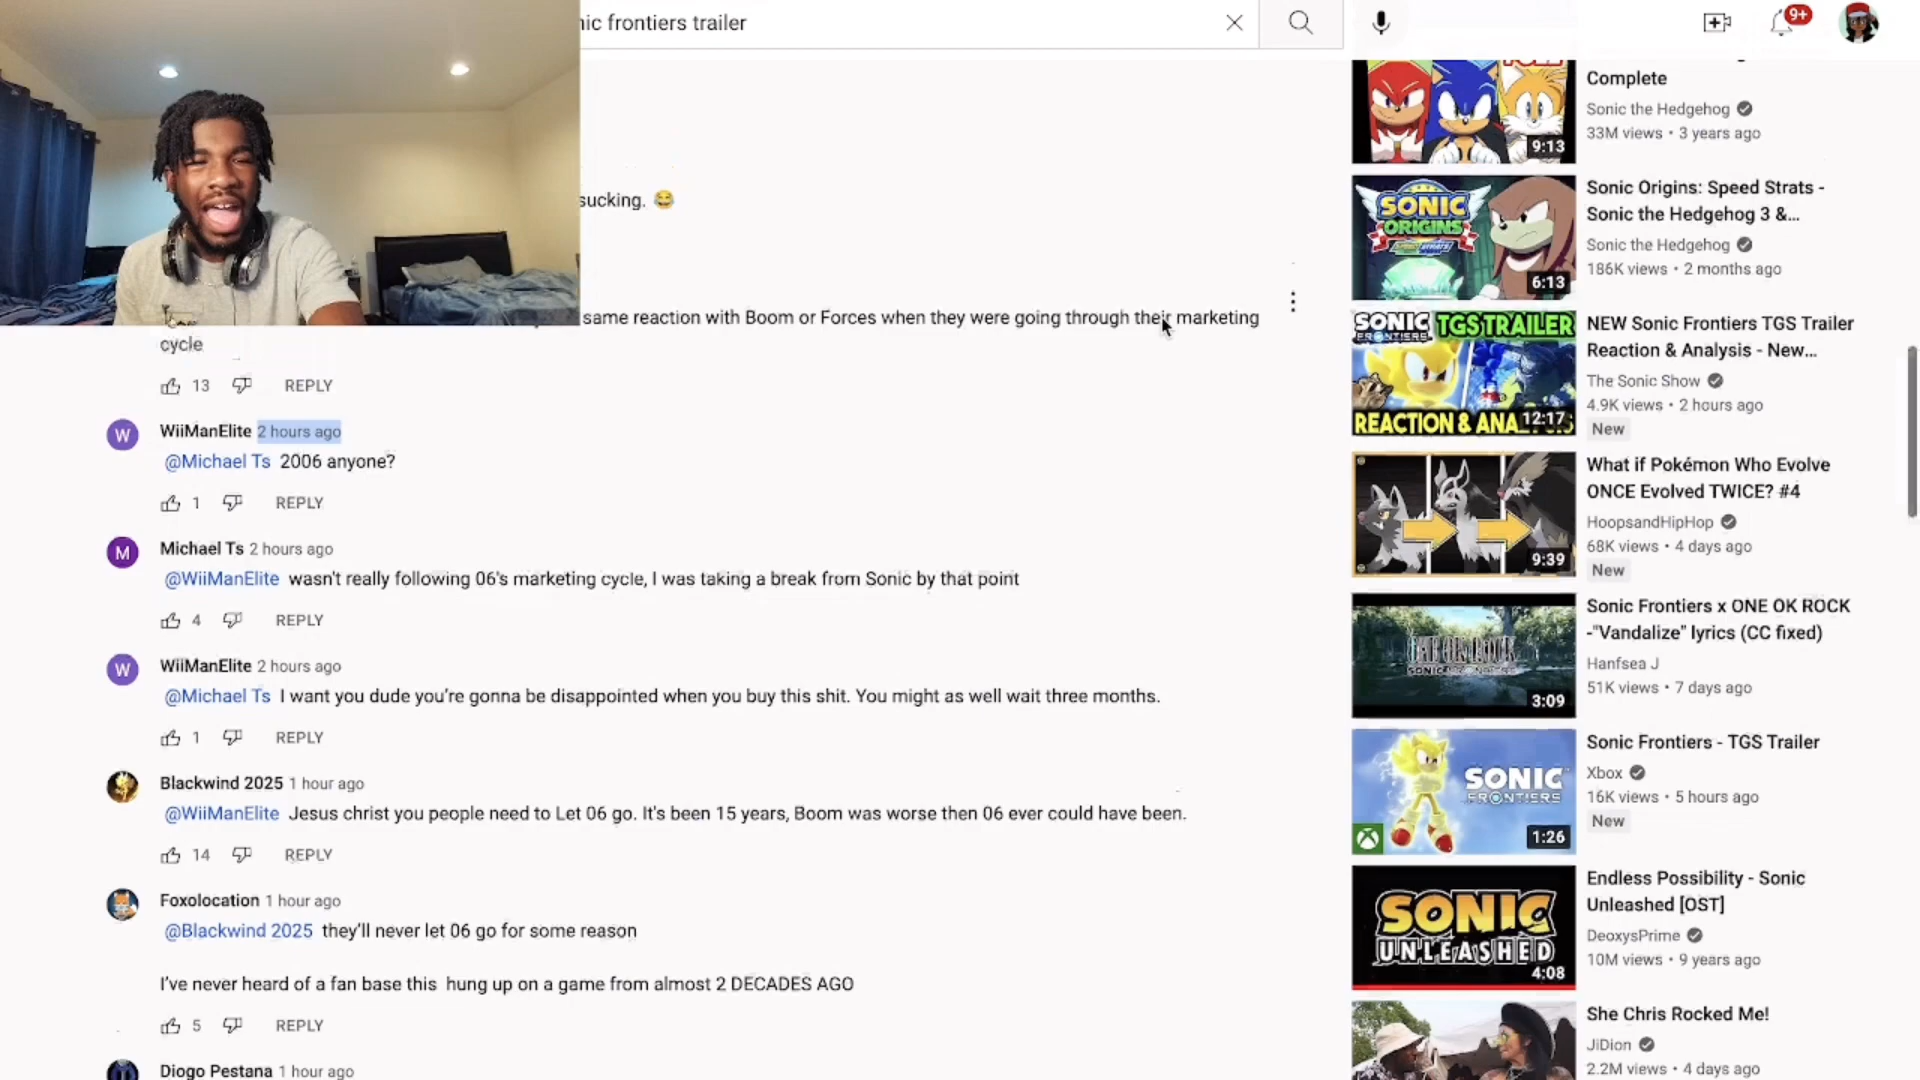 nic frontiers trailer
9+
sucking. 😂
same reaction with Boom or Forces when they were going through their marketing
cycle
13 REPLY
WiiManElite 2 hours ago
@Michael Ts 2006 anyone?
1 REPLY
Michael Ts 2 hours ago
@WiiManElite wasn't really following 06's marketing cycle, I was taking a break from Sonic by that point
4 REPLY
WiiManElite 2 hours ago
@Michael Ts I want you dude you're gonna be disappointed when you buy this shit. You might as well wait three months.
1 REPLY
Blackwind 2025 1 hour ago
@WiiManElite Jesus christ you people need to Let 06 go. It's been 15 years, Boom was worse then 06 ever could have been.
14 REPLY
Foxolocation 1 hour ago
@Blackwind 2025 they'll never let 06 go for some reason
I've never heard of a fan base this hung up on a game from almost 2 DECADES AGO
5 REPLY
Diogo Pestana 1 hour ago
W
M
W
Complete
Sonic the Hedgehog
33M views • 3 years ago
9:13
Sonic Origins: Speed Strats -
Sonic the Hedgehog 3 &...
Sonic the Hedgehog
186K views • 2 months ago
SONIC
ORIGINS
SPEED STRATS
6:13
NEW Sonic Frontiers TGS Trailer
Reaction & Analysis - New...
The Sonic Show
4.9K views • 2 hours ago
New
SONIC
FRONTIERS
TGS TRAILER
REACTION & ANA
12:17
What if Pokémon Who Evolve
ONCE Evolved TWICE? #4
HoopsandHipHop
68K views • 4 days ago
New
9:39
Sonic Frontiers x ONE OK ROCK
-"Vandalize" lyrics (CC fixed)
Hanfsea J
51K views • 7 days ago
ONE OK ROCK
3:09
Sonic Frontiers - TGS Trailer
Xbox
16K views • 5 hours ago
New
SONIC
FRONTIERS
1:26
Endless Possibility - Sonic
Unleashed [OST]
DeoxysPrime
10M views • 9 years ago
SONIC
UNLEASHED
4:08
She Chris Rocked Me!
JiDion
2.2M views • 4 days ago